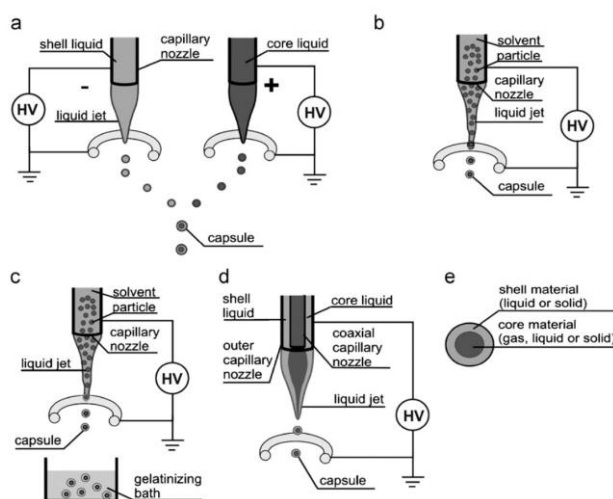 a
shell liquid
capillary
nozzle
core liquid
HV
-
+
HV
liquid jet
capsule
b
solvent
particle
capillary
nozzle
liquid jet
HV
capsule
c
solvent
particle
capillary
nozzle
liquid jet
HV
capsule
gelatinizing
bath
d
shell
liquid
core liquid
outer
capillary
nozzle
coaxial
capillary
nozzle
liquid jet
HV
capsule
e
shell material
(liquid or solid)
core material
(gas, liquid or solid)